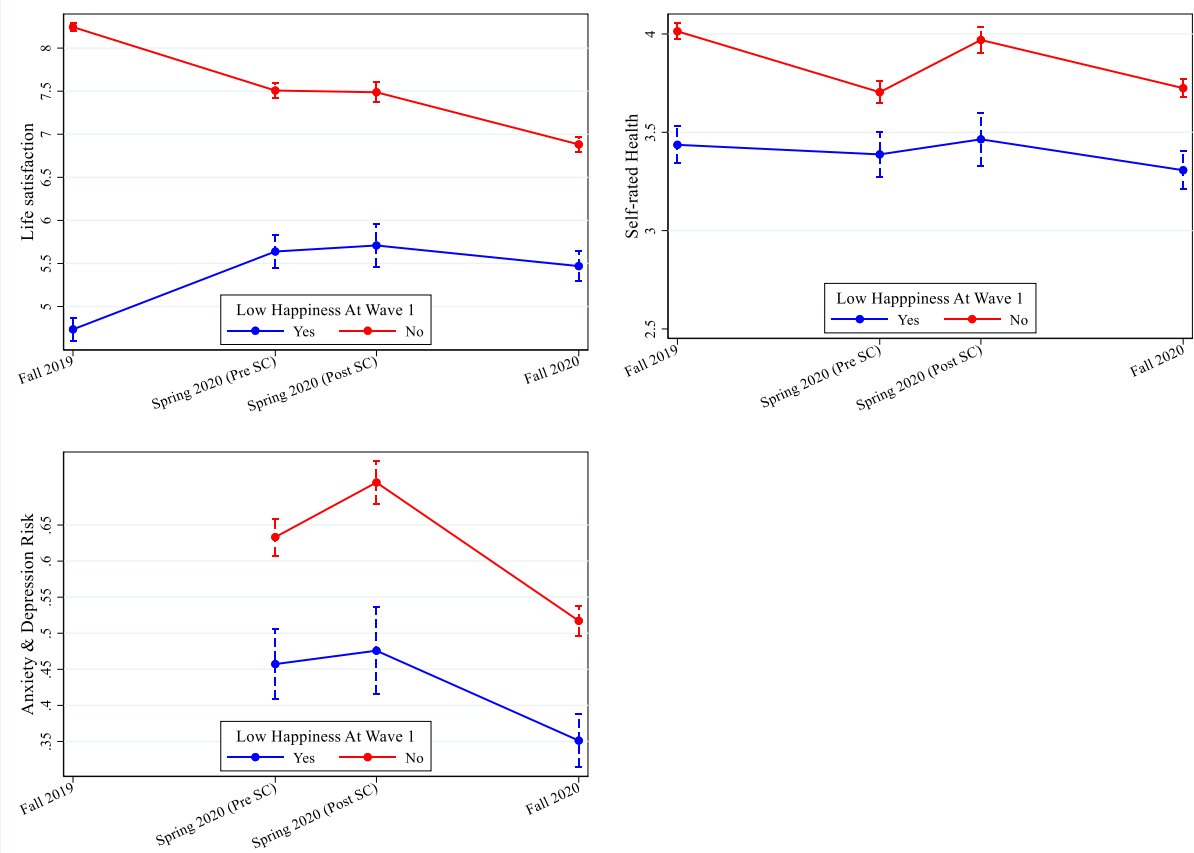 Life satisfaction
8
7.5
7
6.5
6
5.5
5
Low Happiness At Wave 1
Yes No
Fall 2019 Spring 2020 (Pre SC) Spring 2020 (Post SC) Fall 2020
Self-rated Health
4
3.5
3
2.5
Low Happpiness At Wave 1
Yes No
Fall 2019 Spring 2020 (Pre SC) Spring 2020 (Post SC) Fall 2020
Anxiety & Depression Risk
.65
.6
.55
.5
.45
.4
.35
Low Happiness At Wave 1
Yes No
Fall 2019 Spring 2020 (Pre SC) Spring 2020 (Post SC) Fall 2020